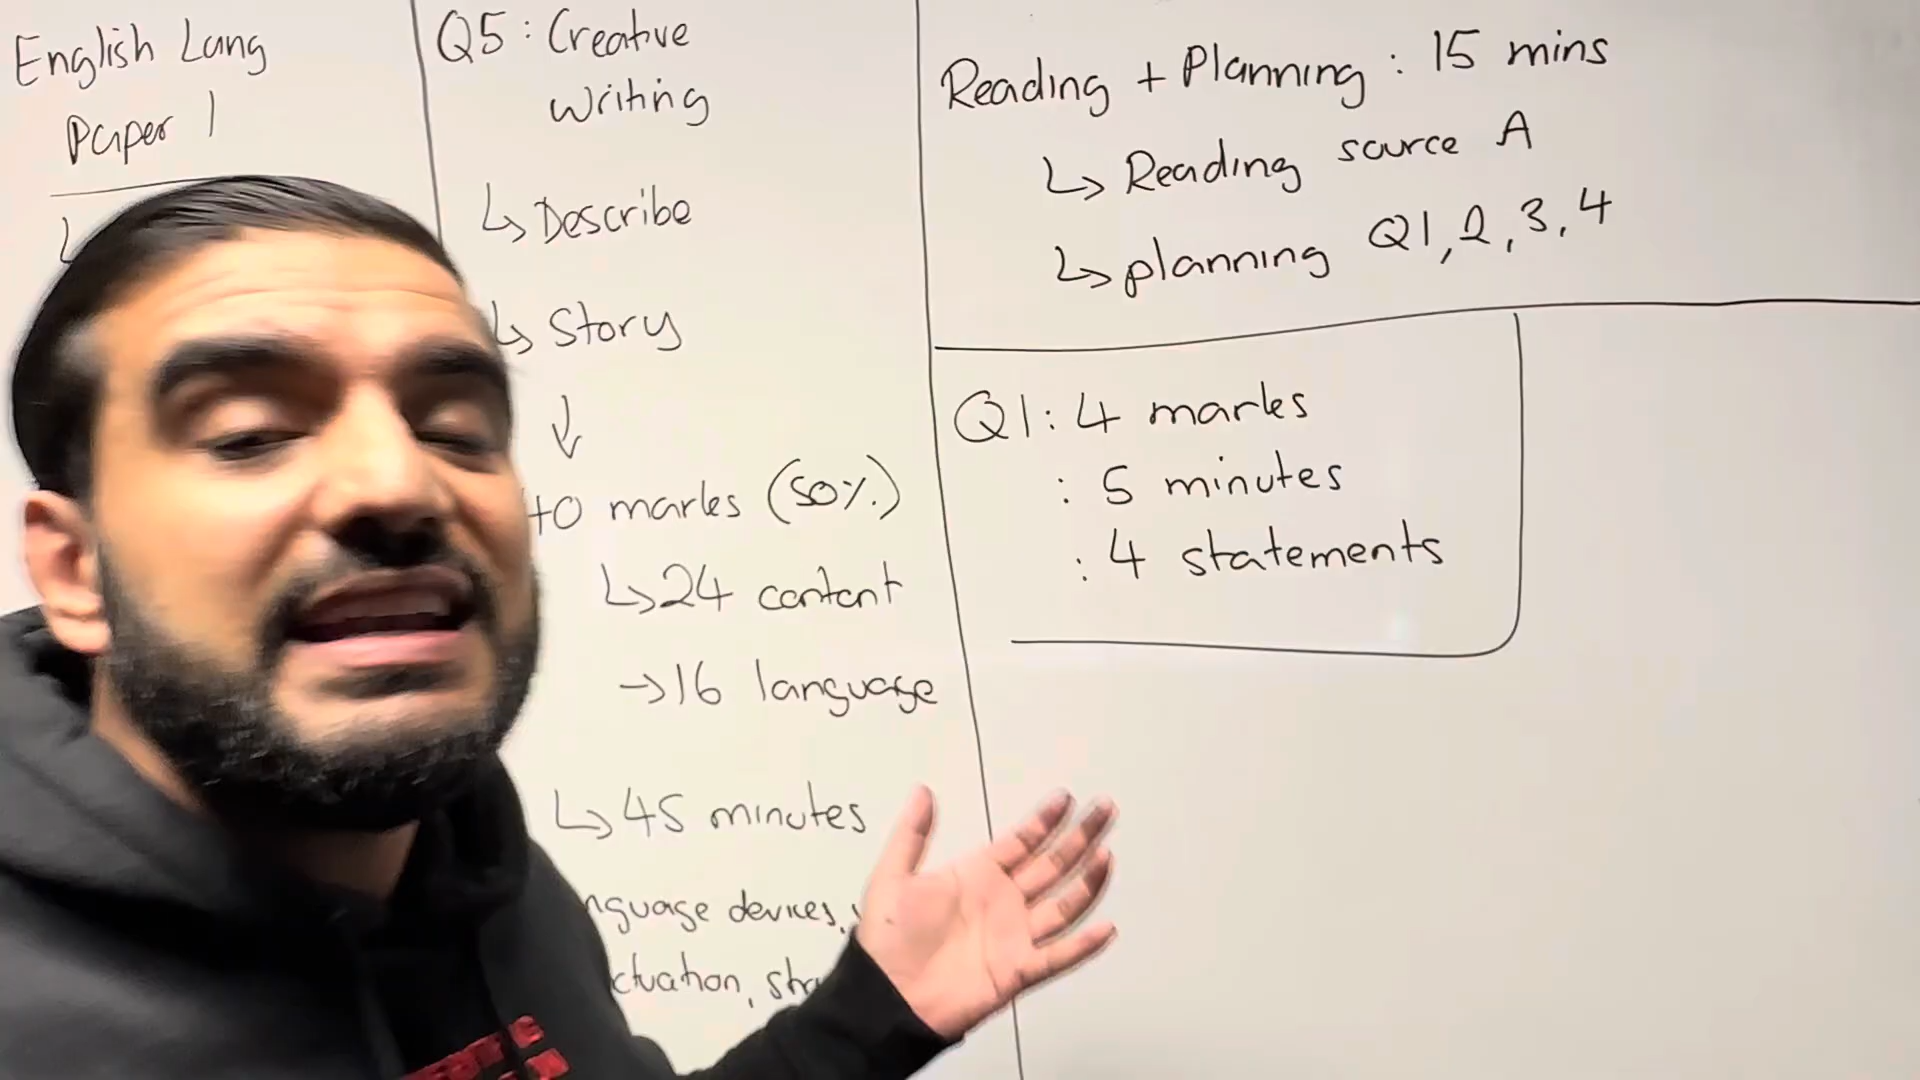 English Lang
Paper 1
Q5: Creative
writing
↳ Describe
↳ Story
↓
40 marks (50%)
↳ 24 content
→ 16 language
↳ 45 minutes
devices,
Reading + Planning: 15 mins
↳ Reading source A
↳ planning Q1, 2, 3, 4
Q1: 4 marks
: 5 minutes
: 4 statements